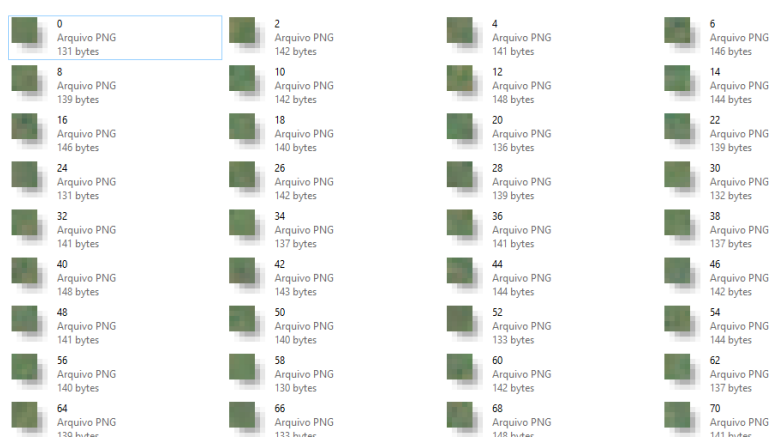 0
Arquivo PNG
131 bytes
2
Arquivo PNG
142 bytes
4
Arquivo PNG
141 bytes
6
Arquivo PNG
146 bytes
8
Arquivo PNG
139 bytes
10
Arquivo PNG
142 bytes
12
Arquivo PNG
148 bytes
14
Arquivo PNG
144 bytes
16
Arquivo PNG
146 bytes
18
Arquivo PNG
140 bytes
20
Arquivo PNG
136 bytes
22
Arquivo PNG
139 bytes
24
Arquivo PNG
131 bytes
26
Arquivo PNG
142 bytes
28
Arquivo PNG
139 bytes
30
Arquivo PNG
132 bytes
32
Arquivo PNG
141 bytes
34
Arquivo PNG
137 bytes
36
Arquivo PNG
141 bytes
38
Arquivo PNG
137 bytes
40
Arquivo PNG
148 bytes
42
Arquivo PNG
143 bytes
44
Arquivo PNG
144 bytes
46
Arquivo PNG
142 bytes
48
Arquivo PNG
141 bytes
50
Arquivo PNG
140 bytes
52
Arquivo PNG
133 bytes
54
Arquivo PNG
144 bytes
56
Arquivo PNG
140 bytes
58
Arquivo PNG
130 bytes
60
Arquivo PNG
142 bytes
62
Arquivo PNG
137 bytes
64
Arquivo PNG
139 bytes
66
Arquivo PNG
133 bytes
68
Arquivo PNG
148 bytes
70
Arquivo PNG
141 bytes